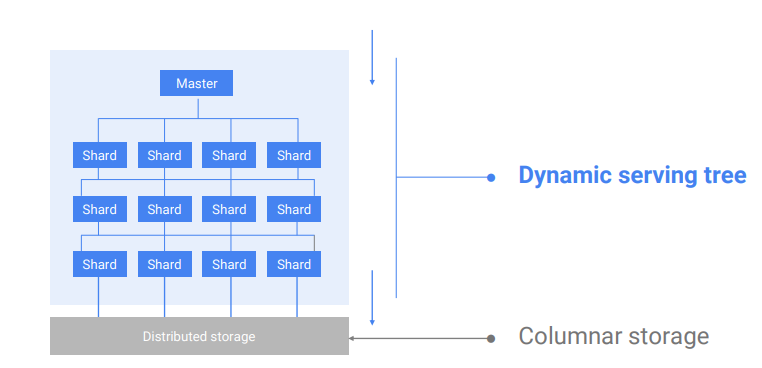 Master
Shard Shard Shard Shard
Shard Shard Shard Shard
Shard Shard Shard Shard
Distributed storage
Dynamic serving tree
Columnar storage